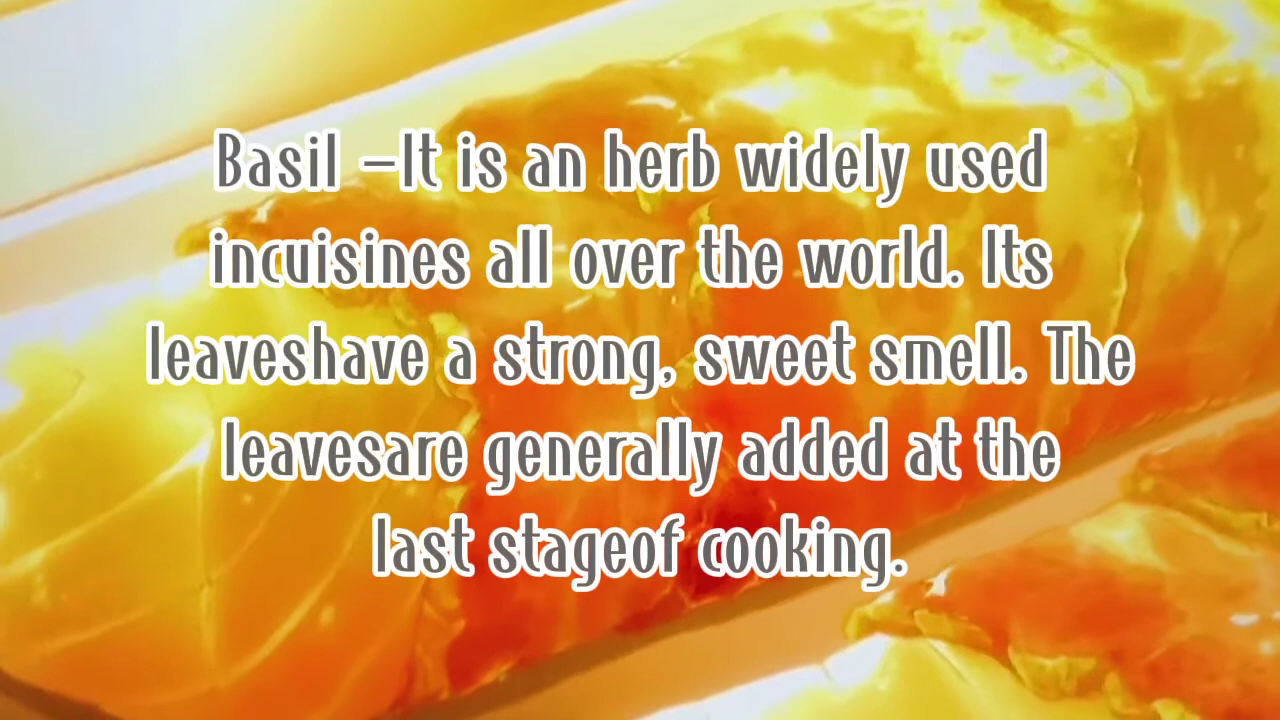 Basil –It is an herb widely used
incuisines all over the world. Its
leaveshave a strong, sweet smell. The
leavesare generally added at the
last stageof cooking.